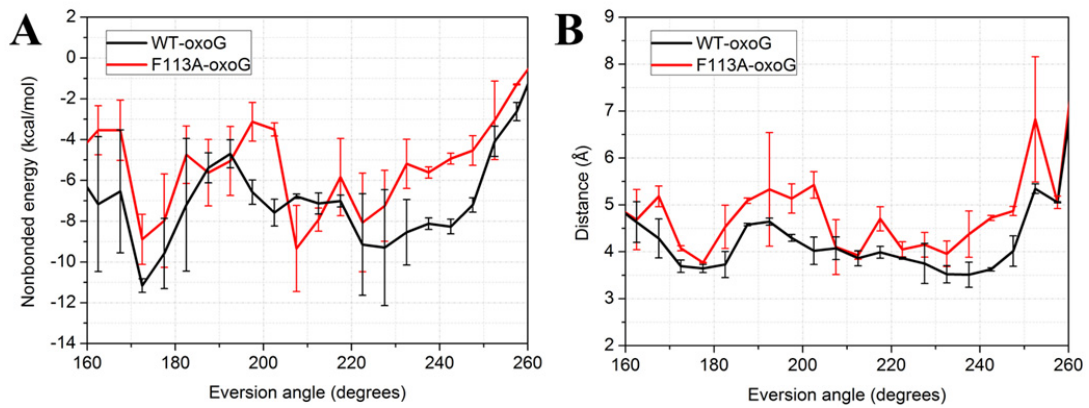 A
WT-oxoG
F113A-oxoG
Nonbonded energy (kcal/mol)
2
0
-2
-4
-6
-8
-10
-12
-14
160 180 200 220 240 260
Eversion angle (degrees)
B
WT-oxoG
F113A-oxoG
Distance (Å)
9
8
7
6
5
4
3
2
160 180 200 220 240 260
Eversion angle (degrees)